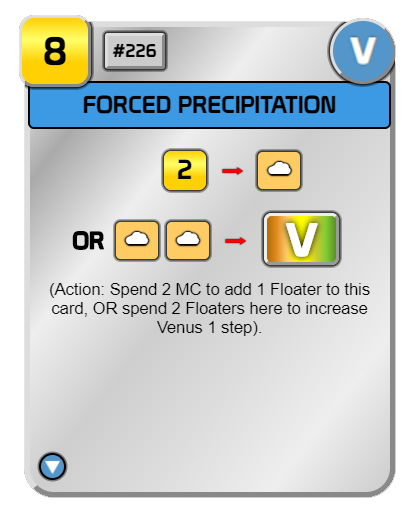 8 #226 V
FORCED PRECIPITATION
2
OR V
(Action: Spend 2 MC to add 1 Floater to this
card, OR spend 2 Floaters here to increase
Venus 1 step).